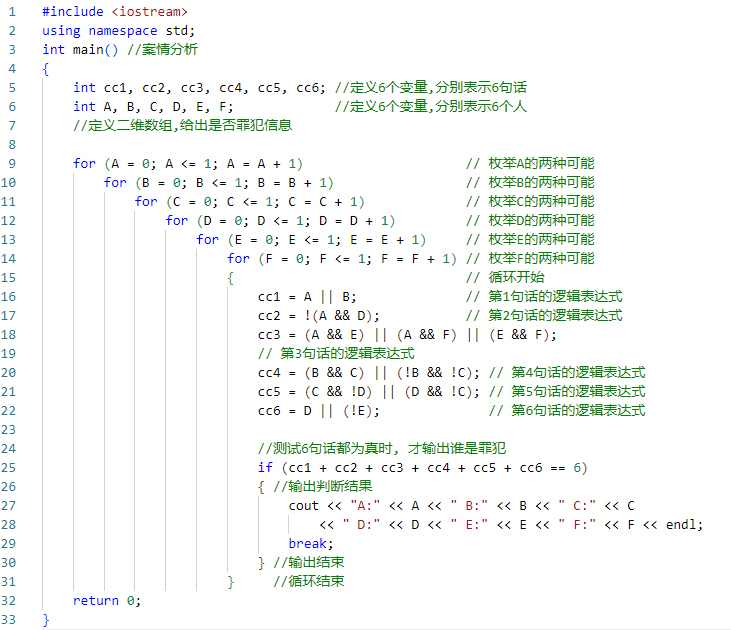 1 #include <iostream>
2 using namespace std;
3 int main() //案情分析
4 {
5 int cc1, cc2, cc3, cc4, cc5, cc6; //定义6个变量,分别表示6句话
6 int A, B, C, D, E, F; //定义6个变量,分别表示6个人
7 //定义二维数组,给出是否罪犯信息
8
9 for (A = 0; A <= 1; A = A + 1) // 枚举A的两种可能
10 for (B = 0; B <= 1; B = B + 1) // 枚举B的两种可能
11 for (C = 0; C <= 1; C = C + 1) // 枚举C的两种可能
12 for (D = 0; D <= 1; D = D + 1) // 枚举D的两种可能
13 for (E = 0; E <= 1; E = E + 1) // 枚举E的两种可能
14 for (F = 0; F <= 1; F = F + 1) // 枚举F的两种可能
15 { // 循环开始
16 cc1 = A || B; // 第1句话的逻辑表达式
17 cc2 = !(A && D); // 第2句话的逻辑表达式
18 cc3 = (A && E) || (A && F) || (E && F);
19 // 第3句话的逻辑表达式
20 cc4 = (B && C) || (!B && !C); // 第4句话的逻辑表达式
21 cc5 = (C && !D) || (D && !C); // 第5句话的逻辑表达式
22 cc6 = D || (!E); // 第6句话的逻辑表达式
23
24 //测试6句话都为真时, 才输出谁是罪犯
25 if (cc1 + cc2 + cc3 + cc4 + cc5 + cc6 == 6)
26 { //输出判断结果
27 cout << "A:" << A << " B:" << B << " C:" << C
28 << " D:" << D << " E:" << E << " F:" << F << endl;
29 break;
30 } //输出结束
31 } //循环结束
32 return 0;
33 }